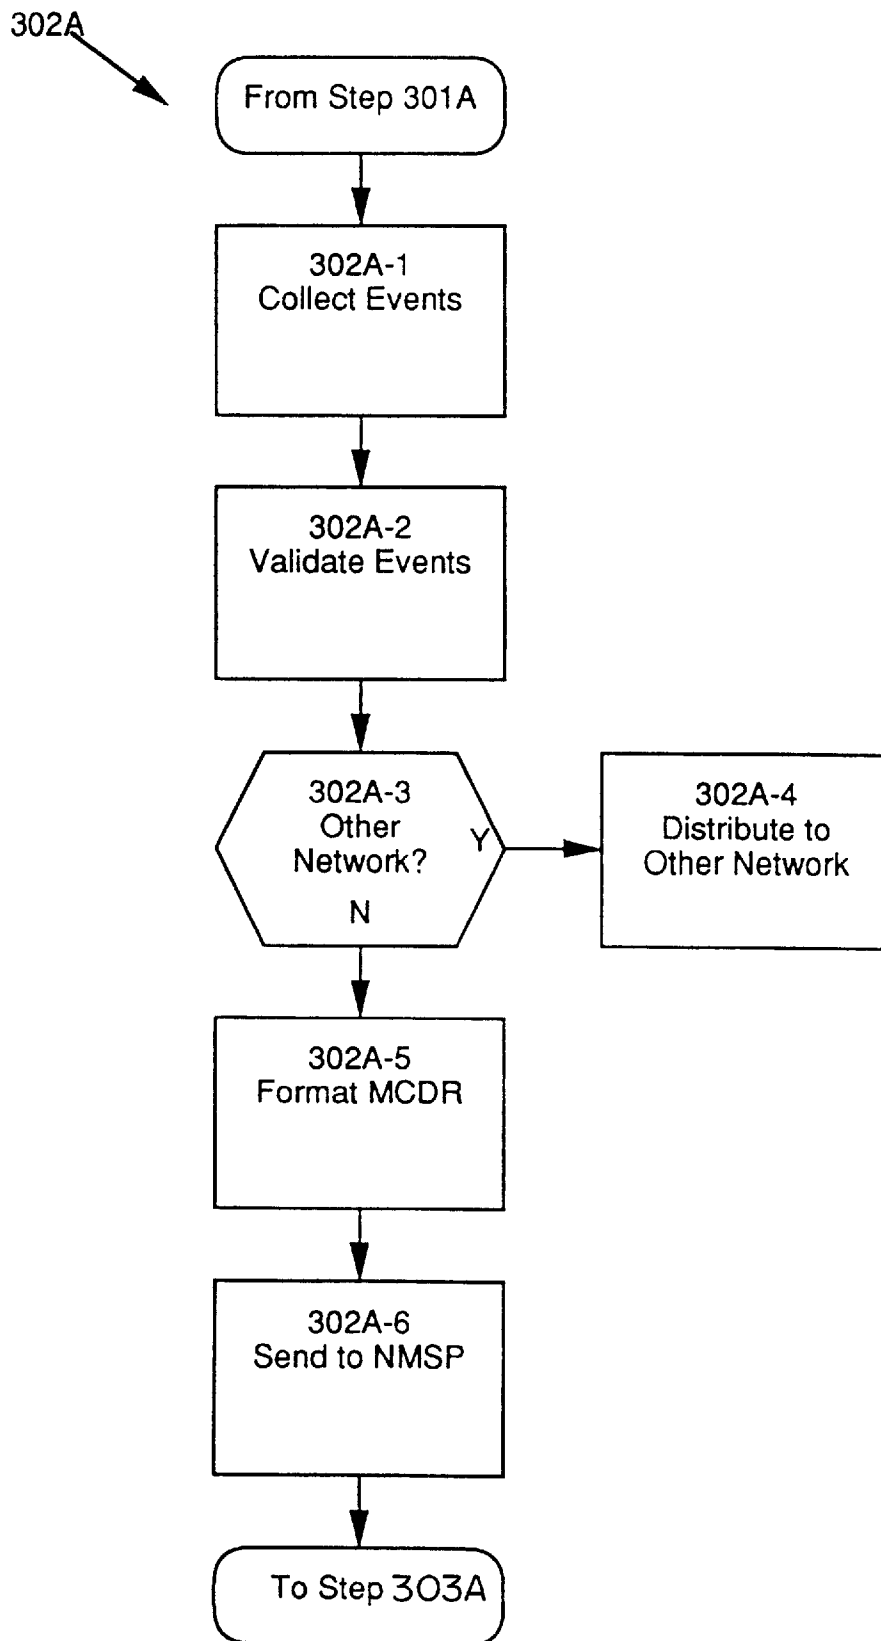 302A
From Step 301A
302A-1
Collect Events
302A-2
Validate Events
302A-3
Other
Network?
Y
N
302A-4
Distribute to
Other Network
302A-5
Format MCDR
302A-6
Send to NMSP
To Step 303A